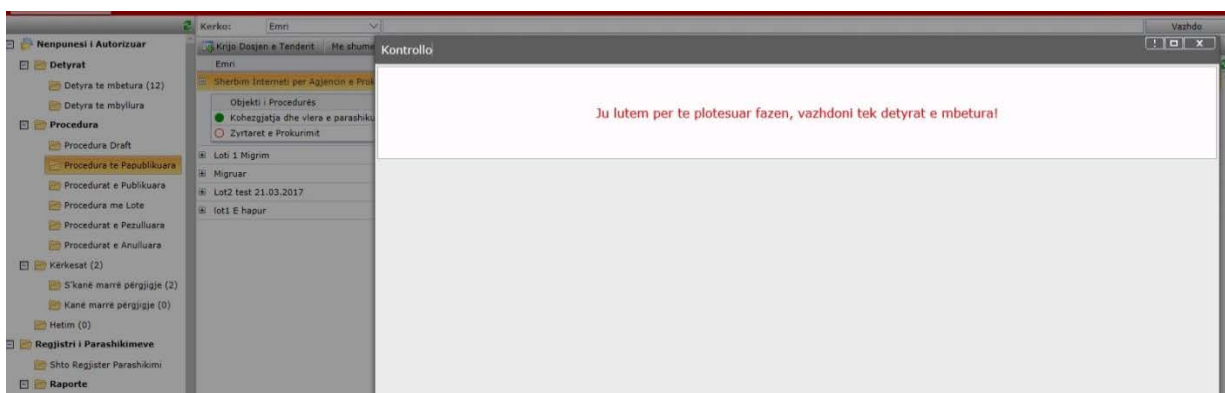 Kerko: Emri Vazhdo
Nenpunesi i Autorizuar
Detyrat
Detyra te mbetura (12)
Detyra te mbyllura
Procedura
Procedura Draft
Procedura te Papublikuara
Procedurat e Publikuara
Procedura me Lote
Procedurat e Pezulluara
Procedurat e Anulluara
Kërkesat (2)
S'kanë marrë përgjigje (2)
Kanë marrë përgjigje (0)
Hetim (0)
Regjistri i Parashikimeve
Shto Regjister Parashikimi
Raporte
Krijo Dosjen e Tenderit Me shume
Emri
Sherbim Interneti per Agjencin e Prok
Objekti i Procedurës
Kohezgjatja dhe vlera e parashiku
Zyrtaret e Prokurimit
Loti 1 Migrim
Migruar
Lot2 test 21.03.2017
lot1 E hapur
Kontrollo
Ju lutem per te plotesuar fazen, vazhdoni tek detyrat e mbetura!